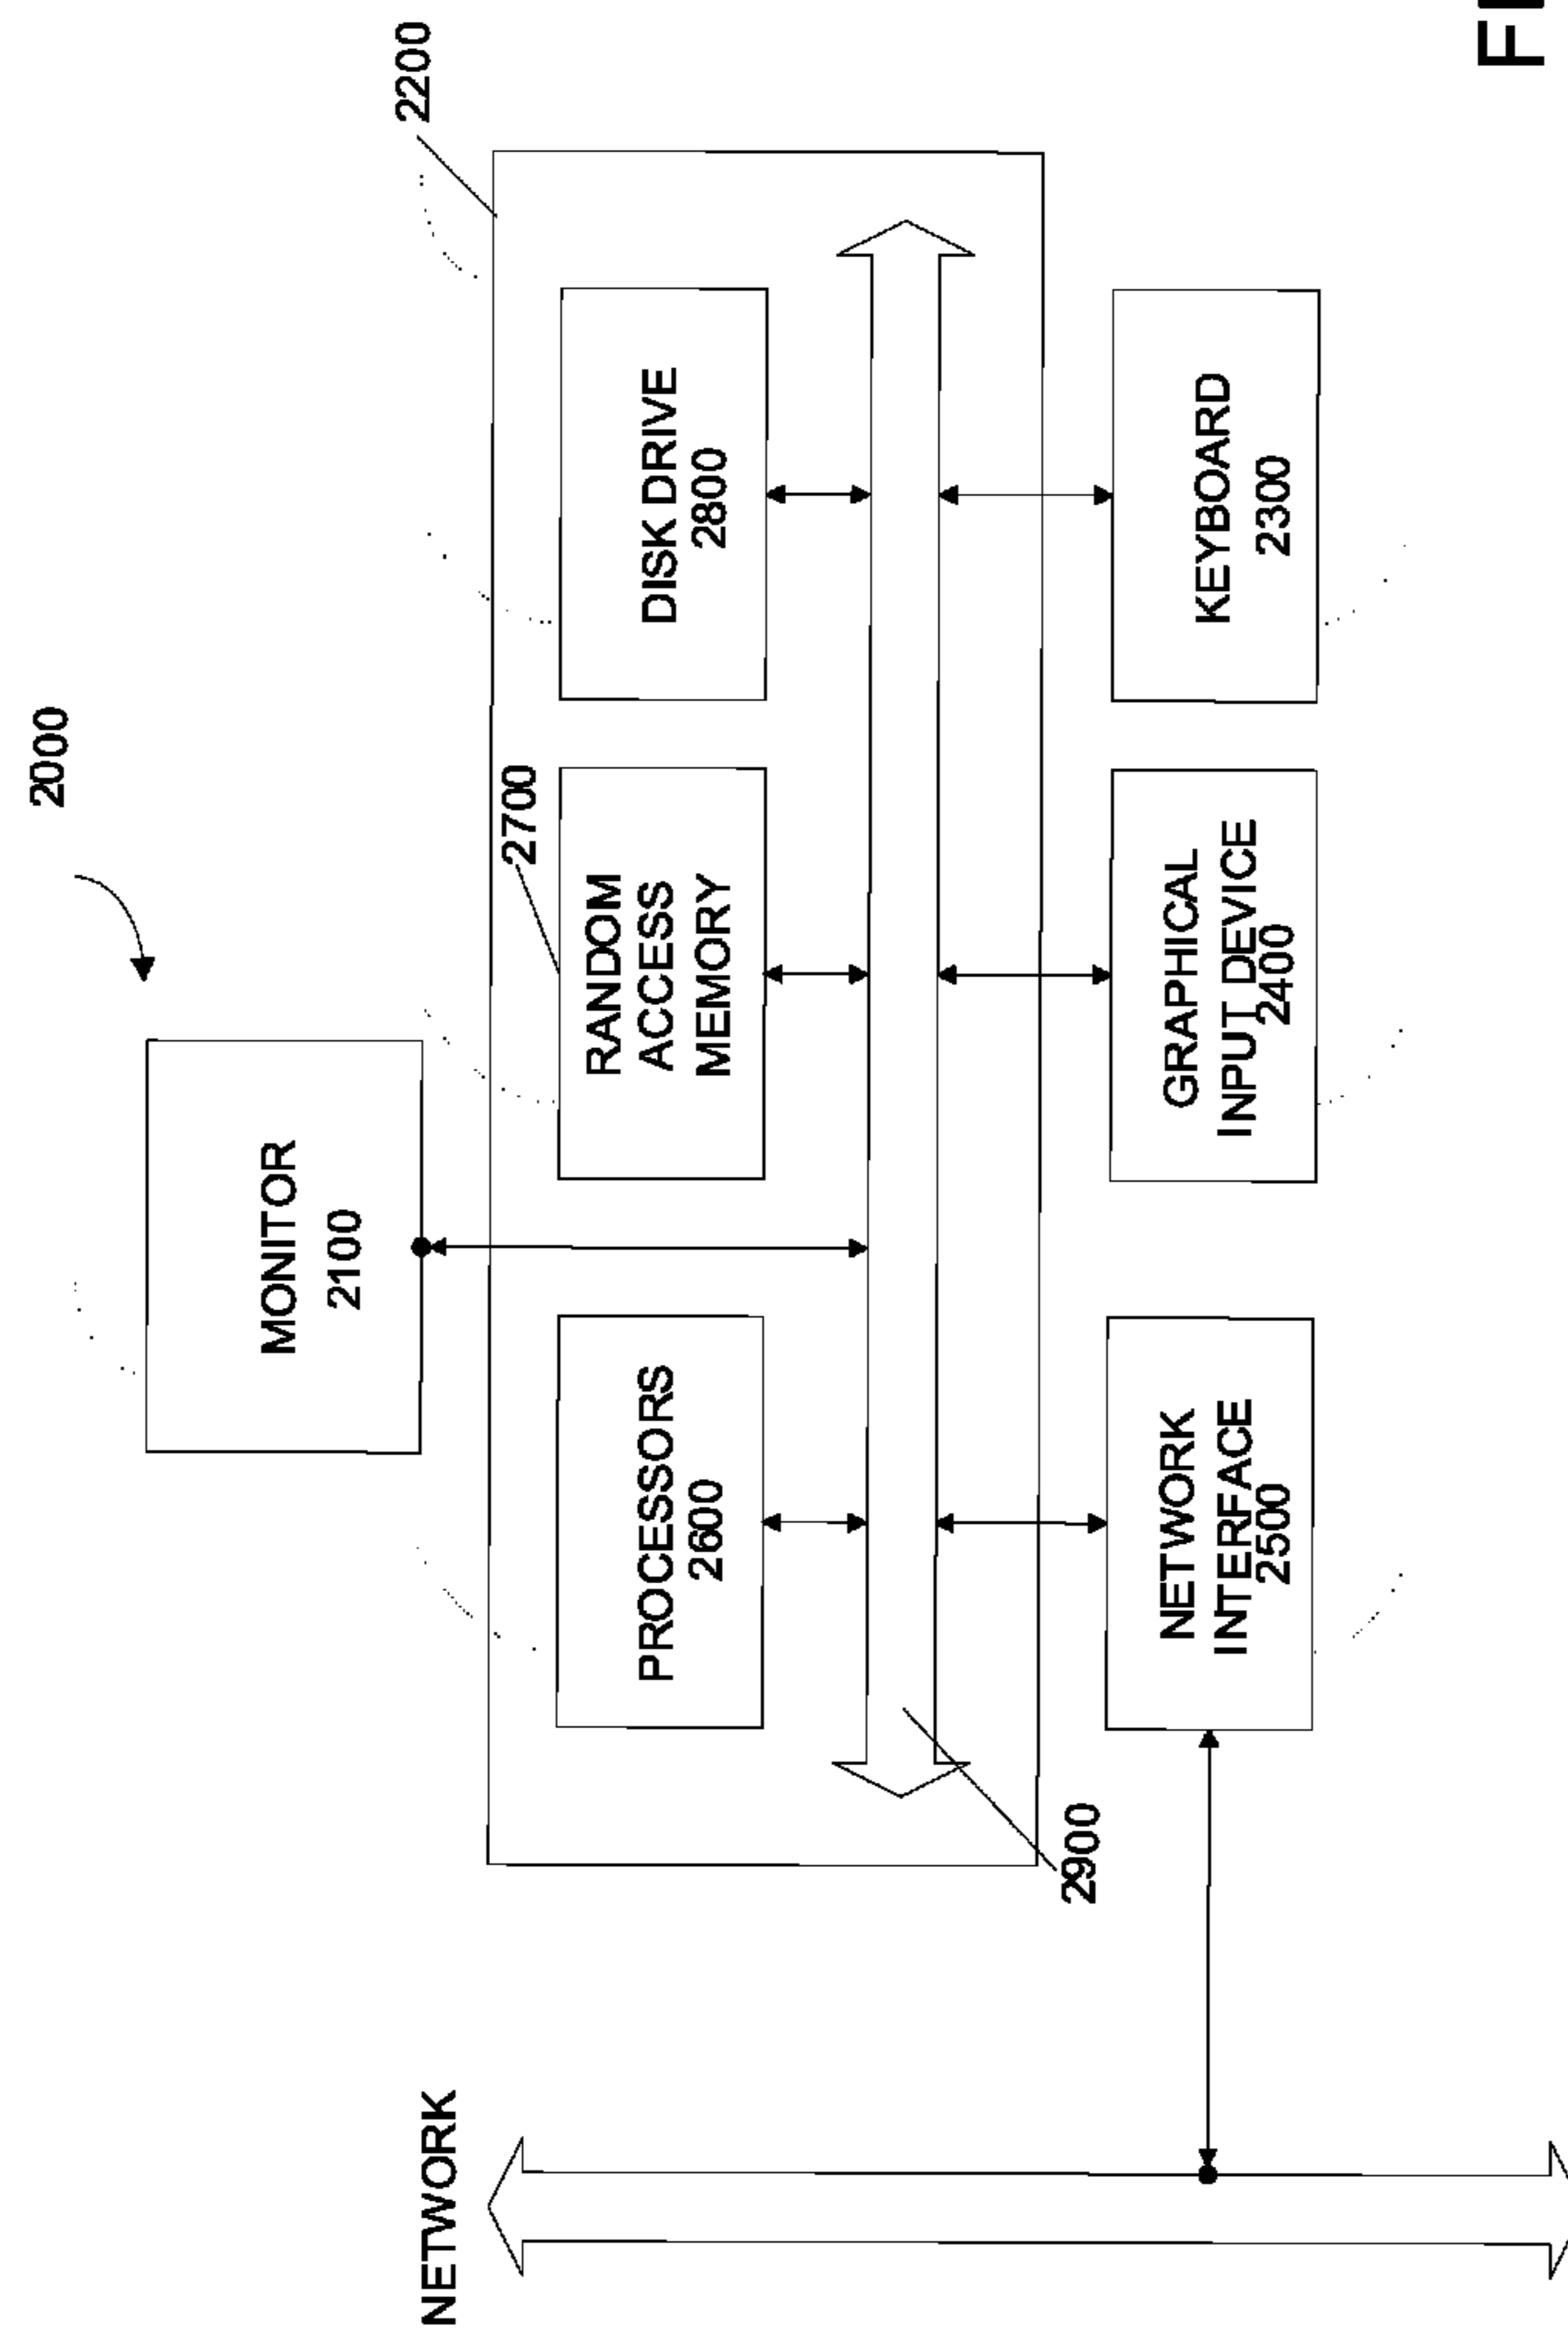 2000
MONITOR
2100
NETWORK
2200
2700
PROCESSORS
2600
RANDOM
ACCESS
MEMORY
DISK DRIVE
2800
2900
NETWORK
INTERFACE
2500
GRAPHICAL
INPUT DEVICE
2400
KEYBOARD
2300